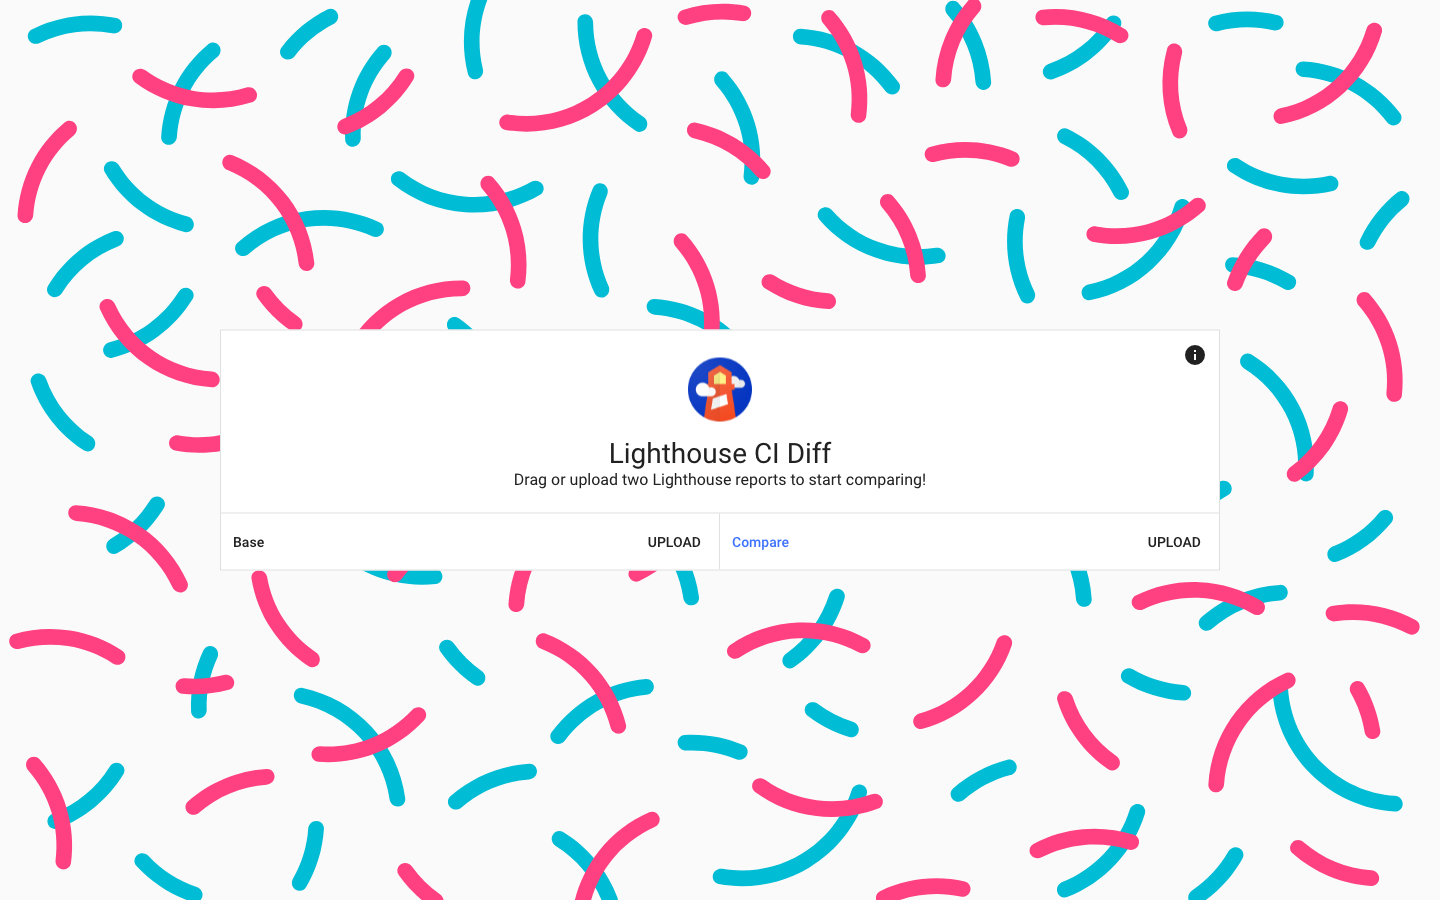 Lighthouse CI Diff
Drag or upload two Lighthouse reports to start comparing!
Base
UPLOAD
Compare
UPLOAD